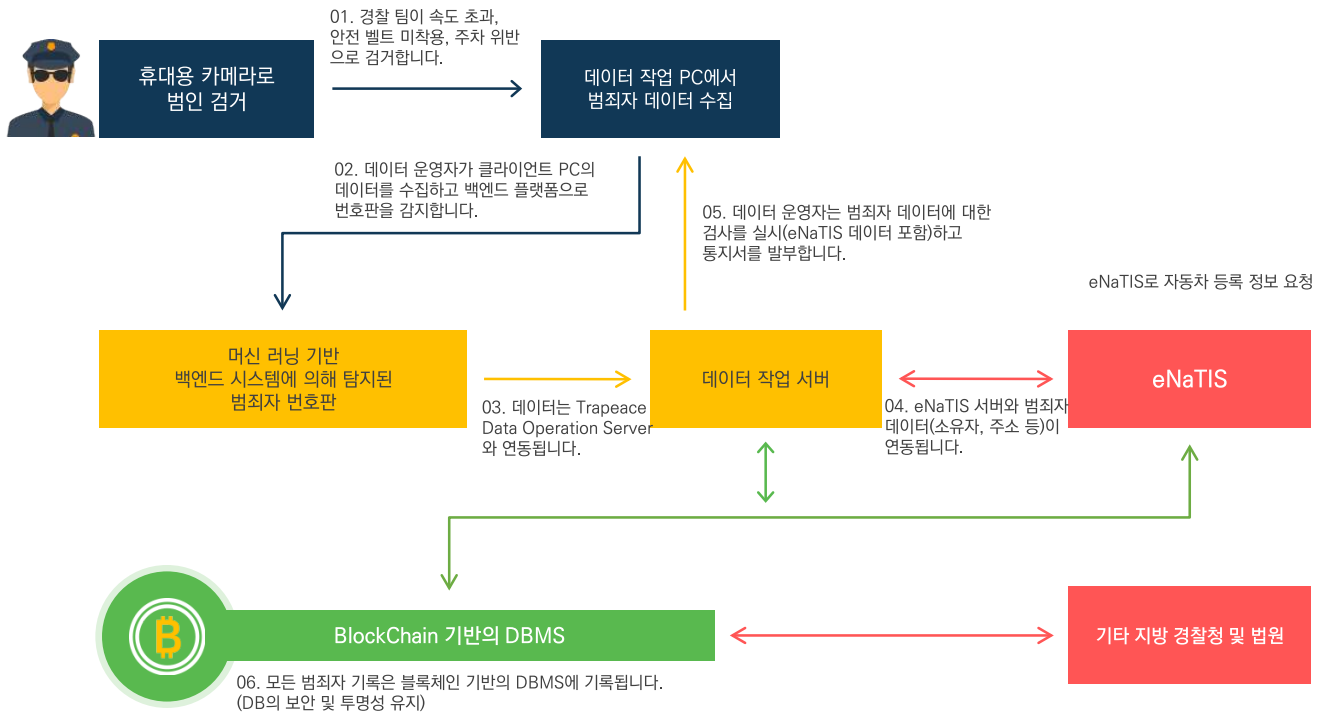 01. 경찰 팀이 속도 초과,
안전 벨트 미착용, 주차 위반
으로 검거합니다.
휴대용 카메라로
범인 검거
데이터 작업 PC에서
범죄자 데이터 수집
02. 데이터 운영자가 클라이언트 PC의
데이터를 수집하고 백엔드 플랫폼으로
번호판을 감지합니다.
05. 데이터 운영자는 범죄자 데이터에 대한
검사를 실시(eNaTIS 데이터 포함)하고
통지서를 발부합니다.
eNaTIS로 자동차 등록 정보 요청
머신 러닝 기반
백엔드 시스템에 의해 탐지된
범죄자 번호판
데이터 작업 서버
eNaTIS
03. 데이터는 Trapeace
Data Operation Server
와 연동됩니다.
04. eNaTIS 서버와 범죄자
데이터(소유자, 주소 등)이
연동됩니다.
BlockChain 기반의 DBMS
기타 지방 경찰청 및 법원
06. 모든 범죄자 기록은 블록체인 기반의 DBMS에 기록됩니다.
(DB의 보안 및 투명성 유지)